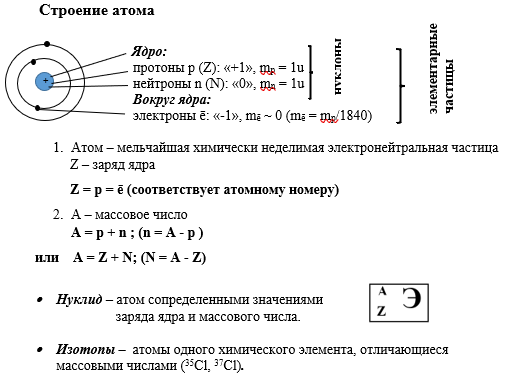 Строение атома
Ядро:
протоны p (Z): «+1», mp = 1u
нейтроны n (N): «0», mn = 1u
Вокруг ядра:
электроны ē: «-1», mē ~ 0 (mē = mp/1840)
нуклоны
элементарные
частицы
+
1. Атом – мельчайшая химически неделимая электронейтральная частица
Z – заряд ядра
Z = p = ē (соответствует атомному номеру)
2. А – массовое число
A = p + n ; (n = A - p )
или A = Z + N; (N = A - Z)
• Нуклид – атом сопределенными значениями
заряда ядра и массового числа.
A
Z Э
• Изотопы – атомы одного химического элемента, отличающиеся
массовыми числами (³⁵Cl, ³⁷Cl).